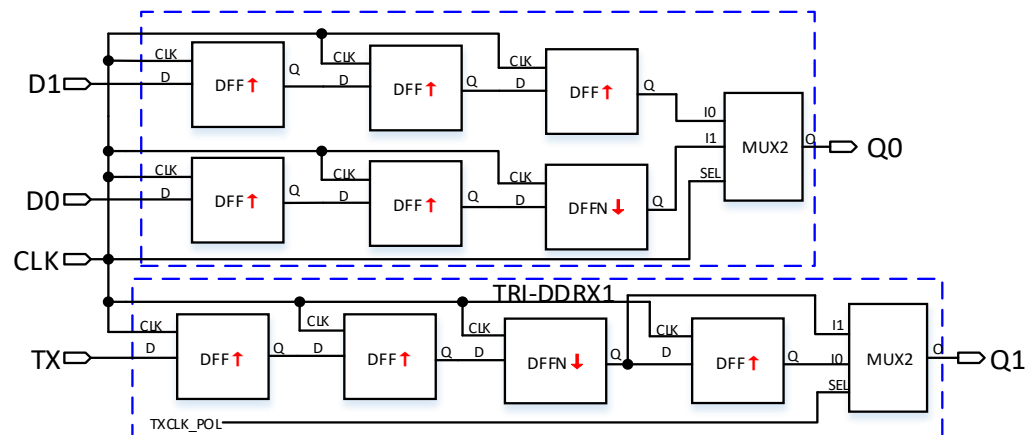 CLK CLK CLK
D1 D DFF↑ Q D DFF↑ Q D DFF↑ Q I0
I1 MUX2 O Q0
CLK CLK CLK SEL
D0 D DFF↑ Q D DFF↑ Q D DFFN↓ Q
CLK
TRI-DDRX1
CLK CLK CLK CLK I1
TX D DFF↑ Q D DFF↑ Q D DFFN↓ Q D DFF↑ Q I0 MUX2 O Q1
SEL
TXCLK_POL